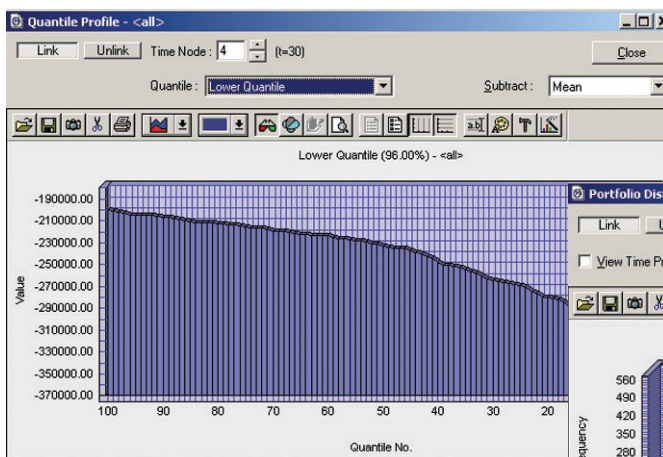 Quantile Profile - <all>
Link Unlink Time Node : 4 (t=30) Close
Quantile : Lower Quantile Subtract : Mean
Lower Quantile (96.00%) - <all>
-190000.00
-210000.00
-230000.00
-250000.00
-270000.00
-290000.00
-310000.00
-330000.00
-350000.00
-370000.00
Value
100 90 80 70 60 50 40 30 20
Quantile No.
Portfolio Dis
Link U
View Time Pr
560
490
420
350
280
equency